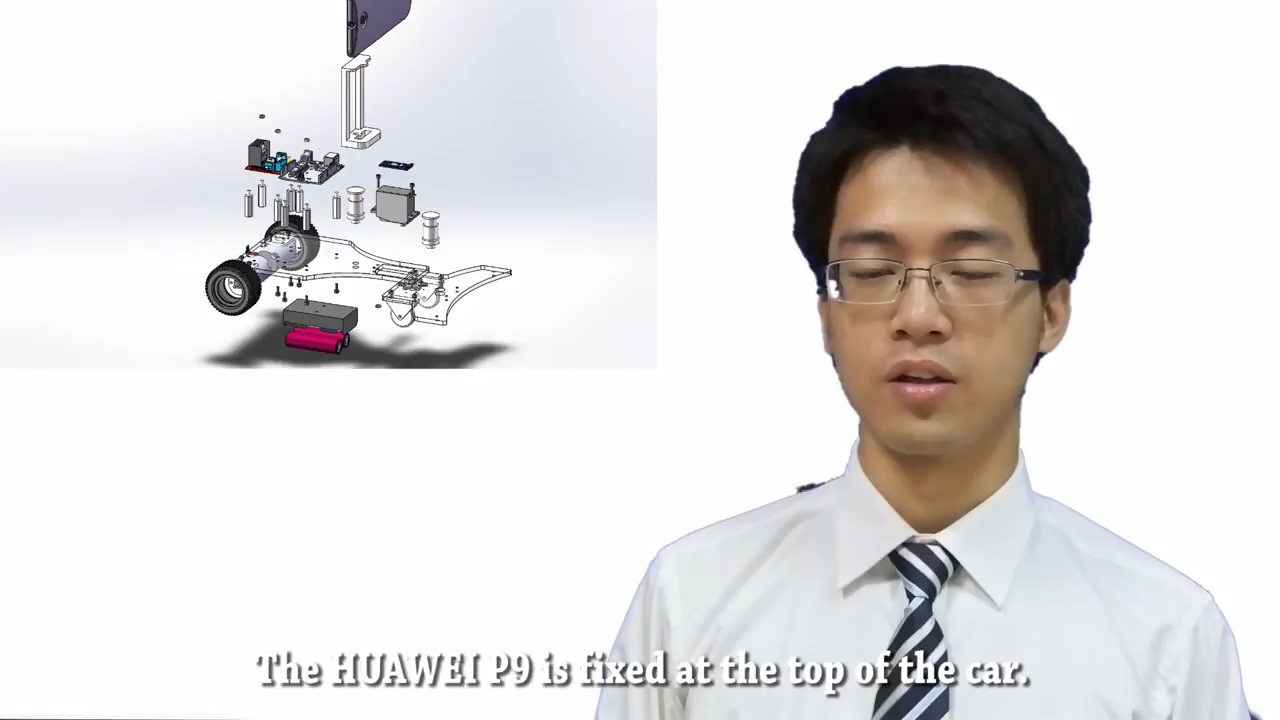 The HUAWEI P9 is fixed at the top of the car.